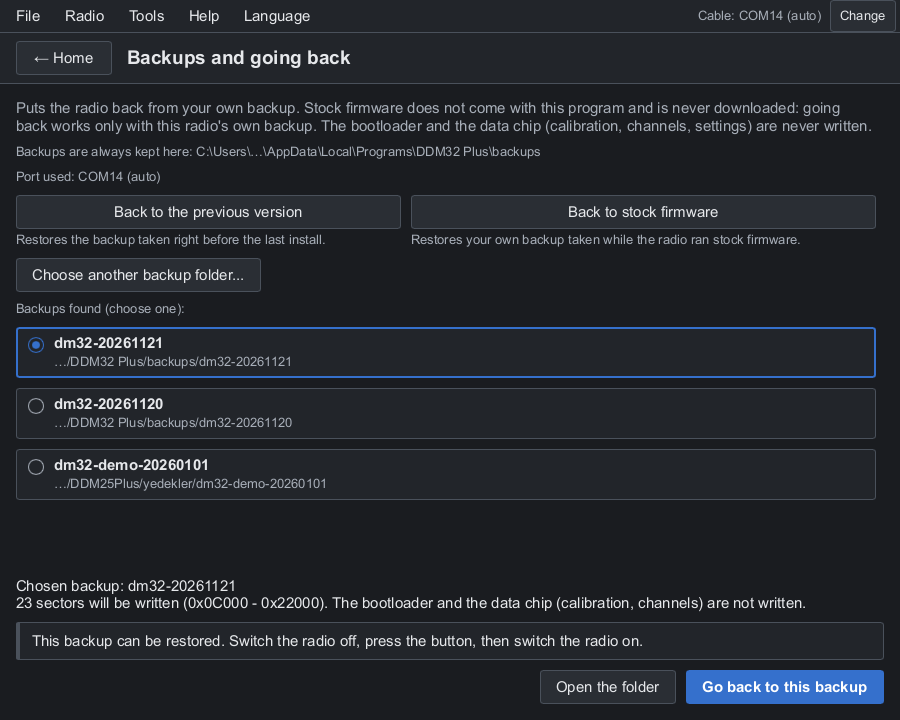 File Radio Tools Help Language Cable: COM14 (auto) Change
← Home Backups and going back
Puts the radio back from your own backup. Stock firmware does not come with this program and is never downloaded: going
back works only with this radio's own backup. The bootloader and the data chip (calibration, channels, settings) are never written.
Backups are always kept here: C:\Users\…\AppData\Local\Programs\DDM32 Plus\backups
Port used: COM14 (auto)
Back to the previous version Back to stock firmware
Restores the backup taken right before the last install. Restores your own backup taken while the radio ran stock firmware.
Choose another backup folder...
Backups found (choose one):
dm32-20261121
…/DDM32 Plus/backups/dm32-20261121
dm32-20261120
…/DDM32 Plus/backups/dm32-20261120
dm32-demo-20260101
…/DDM25Plus/yedekler/dm32-demo-20260101
Chosen backup: dm32-20261121
23 sectors will be written (0x0C000 - 0x22000). The bootloader and the data chip (calibration, channels) are not written.
This backup can be restored. Switch the radio off, press the button, then switch the radio on.
Open the folder Go back to this backup